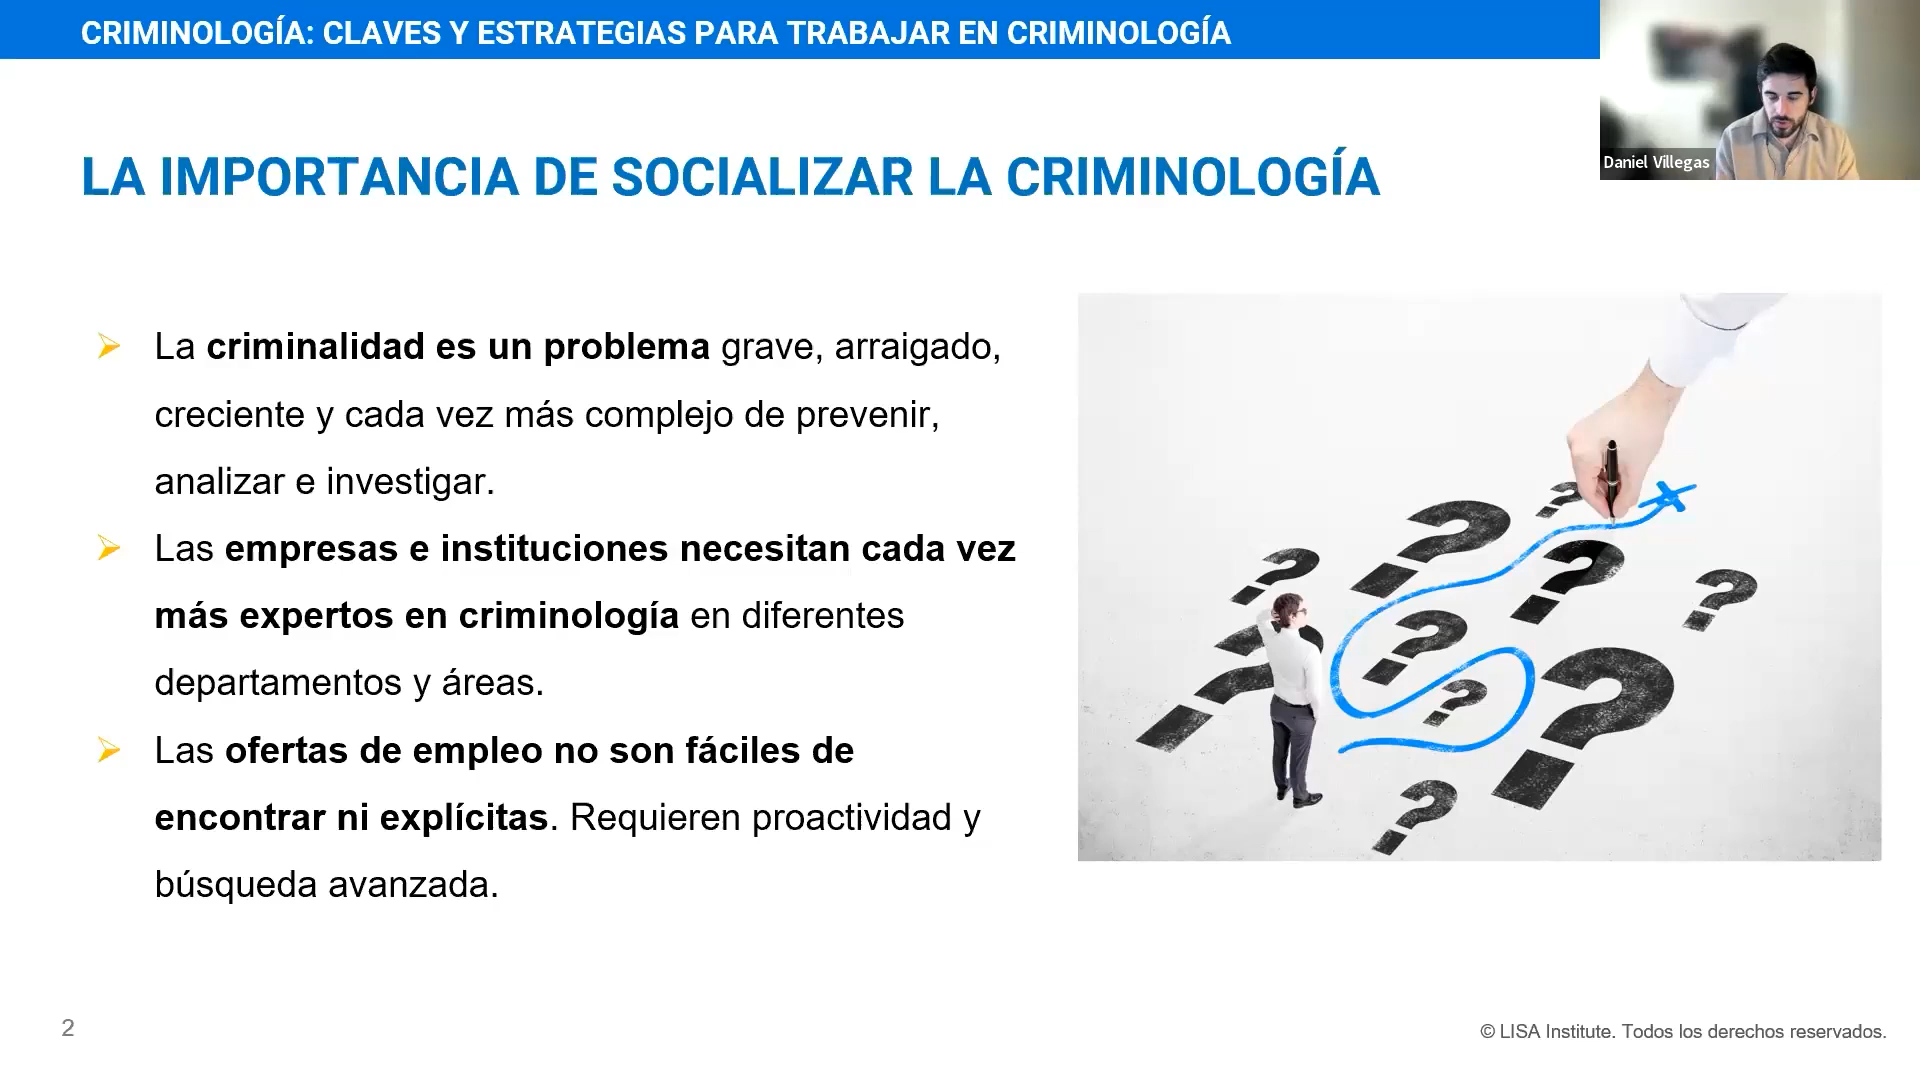 CRIMINOLOGÍA: CLAVES Y ESTRATEGIAS PARA TRABAJAR EN CRIMINOLOGÍA
Daniel Villegas
LA IMPORTANCIA DE SOCIALIZAR LA CRIMINOLOGÍA
La criminalidad es un problema grave, arraigado,
creciente y cada vez más complejo de prevenir,
analizar e investigar.
Las empresas e instituciones necesitan cada vez
más expertos en criminología en diferentes
departamentos y áreas.
Las ofertas de empleo no son fáciles de
encontrar ni explícitas. Requieren proactividad y
búsqueda avanzada.
? ? ? ? ? ? ? ? ? ?
2
© LISA Institute. Todos los derechos reservados.